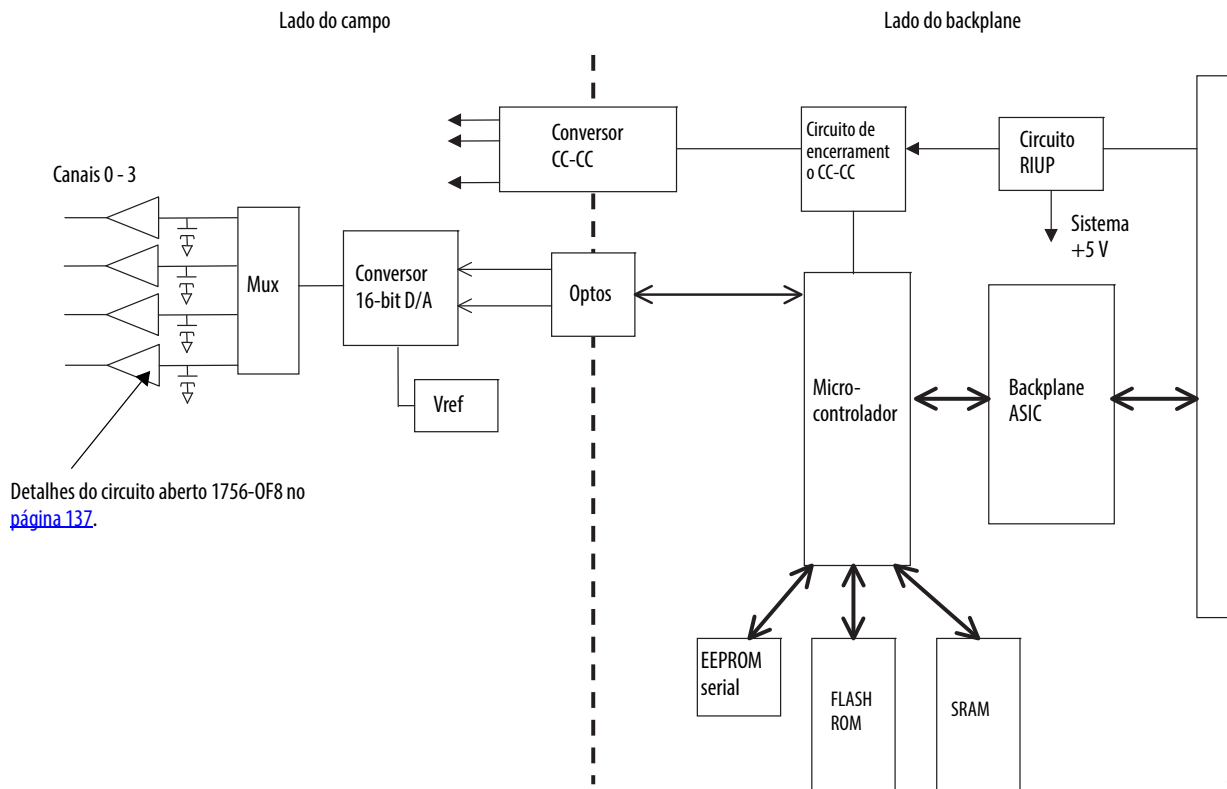 Lado do campo
Lado do backplane
Conversor
CC-CC
Circuito de
encerrament
o CC-CC
Circuito
RIUP
Canais 0 - 3
Sistema
+5 V
Mux
Conversor
16-bit D/A
Optos
Vref
Micro-
controlador
Backplane
ASIC
Detalhes do circuito aberto 1756-OF8 no
página 137.
EEPROM
serial
FLASH
ROM
SRAM